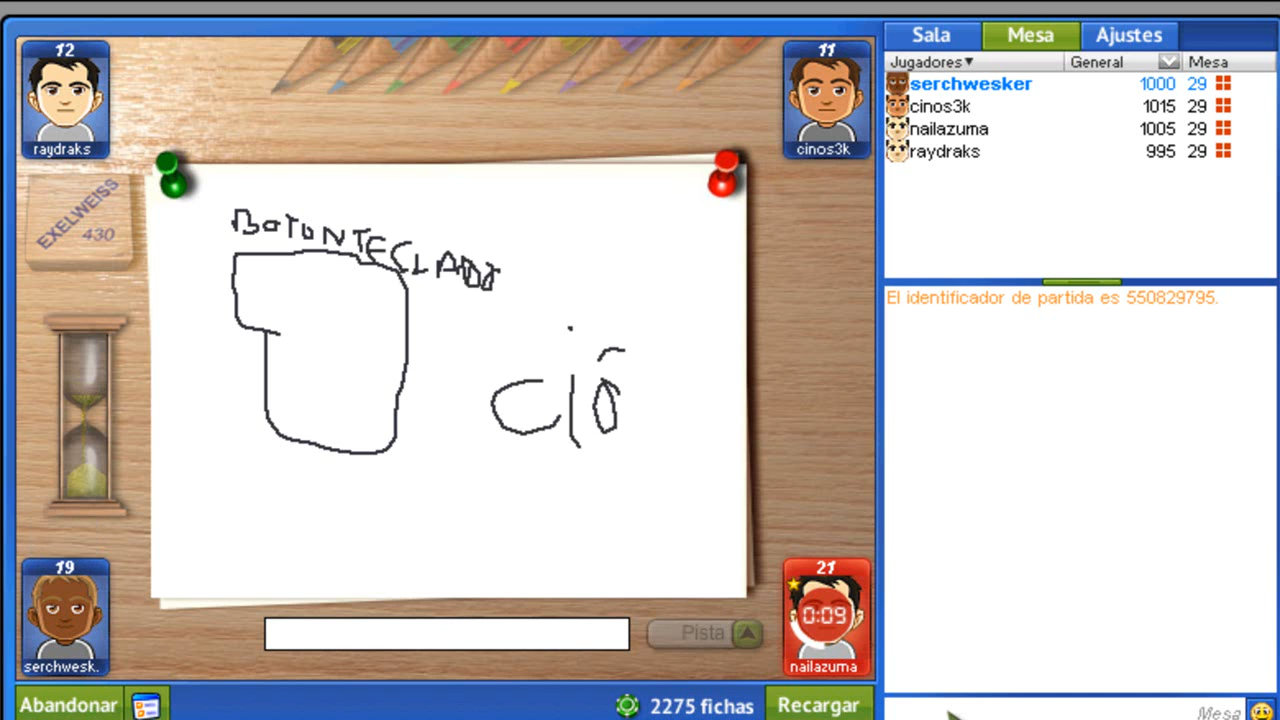 Sala Mesa Ajustes
Jugadores General Mesa
serchwesker 1000 29
cinos3k 1015 29
nailazuma 1005 29
raydraks 995 29
El identificador de partida es 550829795.
12
raydraks
11
cinos3k
EXELWEISS
430
BOTONTECLADO
ció
19
serchwesk.
21
0:09
nailazuma
Pista
Abandonar
2275 fichas
Recargar
Mesa